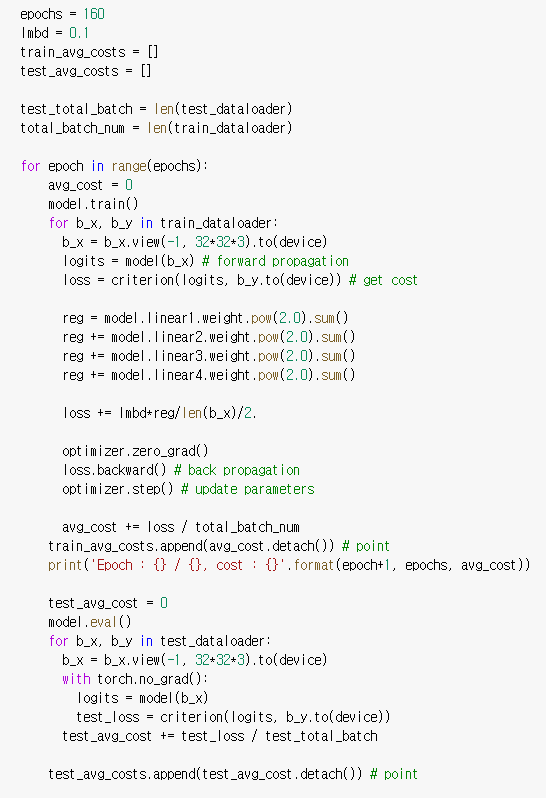 epochs = 160
lmbd = 0.1
train_avg_costs = []
test_avg_costs = []

test_total_batch = len(test_dataloader)
total_batch_num = len(train_dataloader)

for epoch in range(epochs):
    avg_cost = 0
    model.train()
    for b_x, b_y in train_dataloader:
      b_x = b_x.view(-1, 32*32*3).to(device)
      logits = model(b_x) # forward propagation
      loss = criterion(logits, b_y.to(device)) # get cost

      reg = model.linear1.weight.pow(2.0).sum()
      reg += model.linear2.weight.pow(2.0).sum()
      reg += model.linear3.weight.pow(2.0).sum()
      reg += model.linear4.weight.pow(2.0).sum()

      loss += lmbd*reg/len(b_x)/2.

      optimizer.zero_grad()
      loss.backward() # back propagation
      optimizer.step() # update parameters

      avg_cost += loss / total_batch_num
    train_avg_costs.append(avg_cost.detach()) # point
    print('Epoch : {} / {}, cost : {}'.format(epoch+1, epochs, avg_cost))

    test_avg_cost = 0
    model.eval()
    for b_x, b_y in test_dataloader:
      b_x = b_x.view(-1, 32*32*3).to(device)
      with torch.no_grad():
        logits = model(b_x)
        test_loss = criterion(logits, b_y.to(device))
      test_avg_cost += test_loss / test_total_batch

    test_avg_costs.append(test_avg_cost.detach()) # point